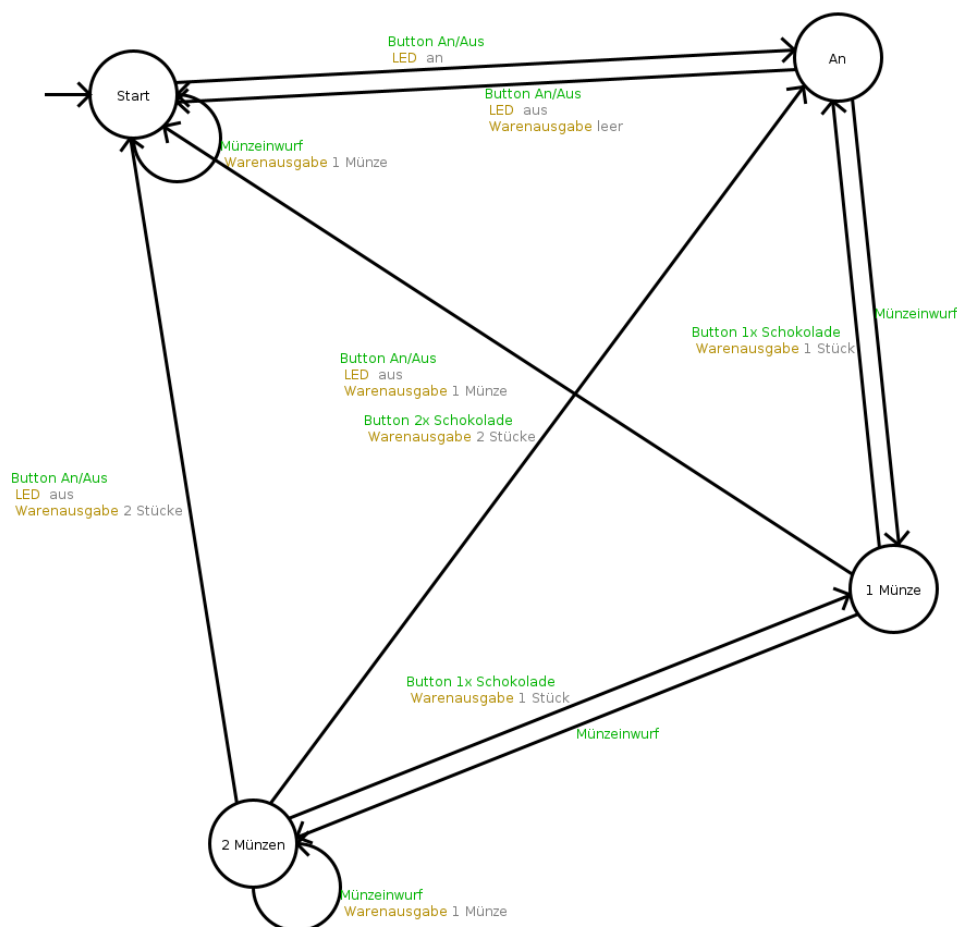 Button An/Aus
LED an
An
Start
Button An/Aus
LED aus
Warenausgabe leer
Münzeinwurf
Warenausgabe 1 Münze
Münzeinwurf
Button 1x Schokolade
Warenausgabe 1 Stück
Button An/Aus
LED aus
Warenausgabe 1 Münze
Button 2x Schokolade
Warenausgabe 2 Stücke
Button An/Aus
LED aus
Warenausgabe 2 Stücke
1 Münze
Button 1x Schokolade
Warenausgabe 1 Stück
Münzeinwurf
2 Münzen
Münzeinwurf
Warenausgabe 1 Münze